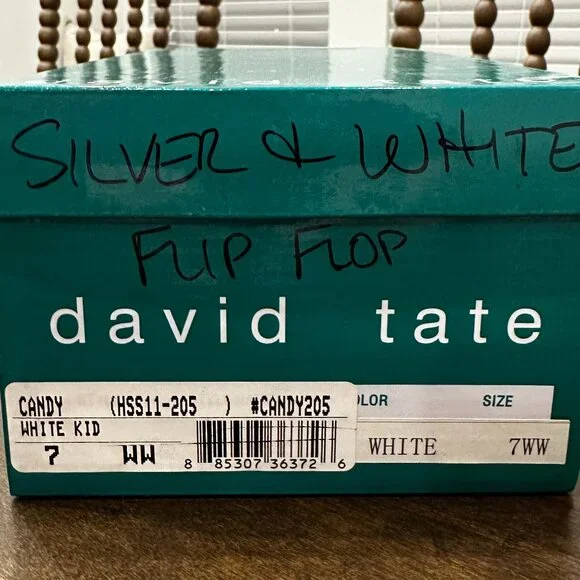 SILVER & WHITE
FLIP FLOP
david tate
CANDY (HSS11-205 ) #CANDY205
WHITE KID
7 WW
8 85307 36372 6
OLOR SIZE
WHITE 7WW